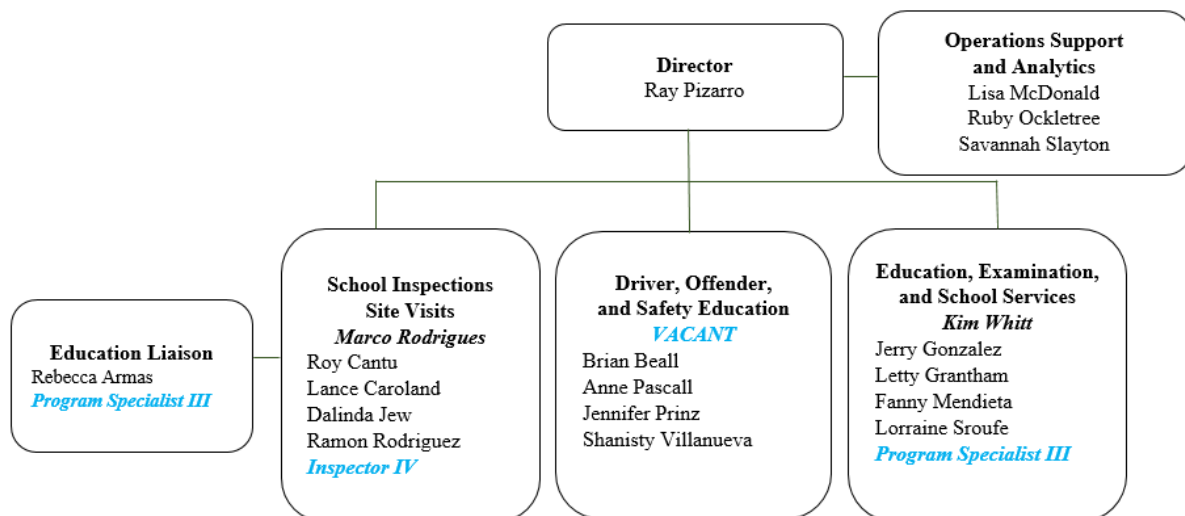 Director
Ray Pizarro
Operations Support
and Analytics
Lisa McDonald
Ruby Ockletree
Savannah Slayton
Education Liaison
Rebecca Armas
Program Specialist III
School Inspections
Site Visits
Marco Rodrigues
Roy Cantu
Lance Caroland
Dalinda Jew
Ramon Rodriguez
Inspector IV
Driver, Offender,
and Safety Education
VACANT
Brian Beall
Anne Pascall
Jennifer Prinz
Shanisty Villanueva
Education, Examination,
and School Services
Kim Whitt
Jerry Gonzalez
Letty Grantham
Fanny Mendieta
Lorraine Sroufe
Program Specialist III